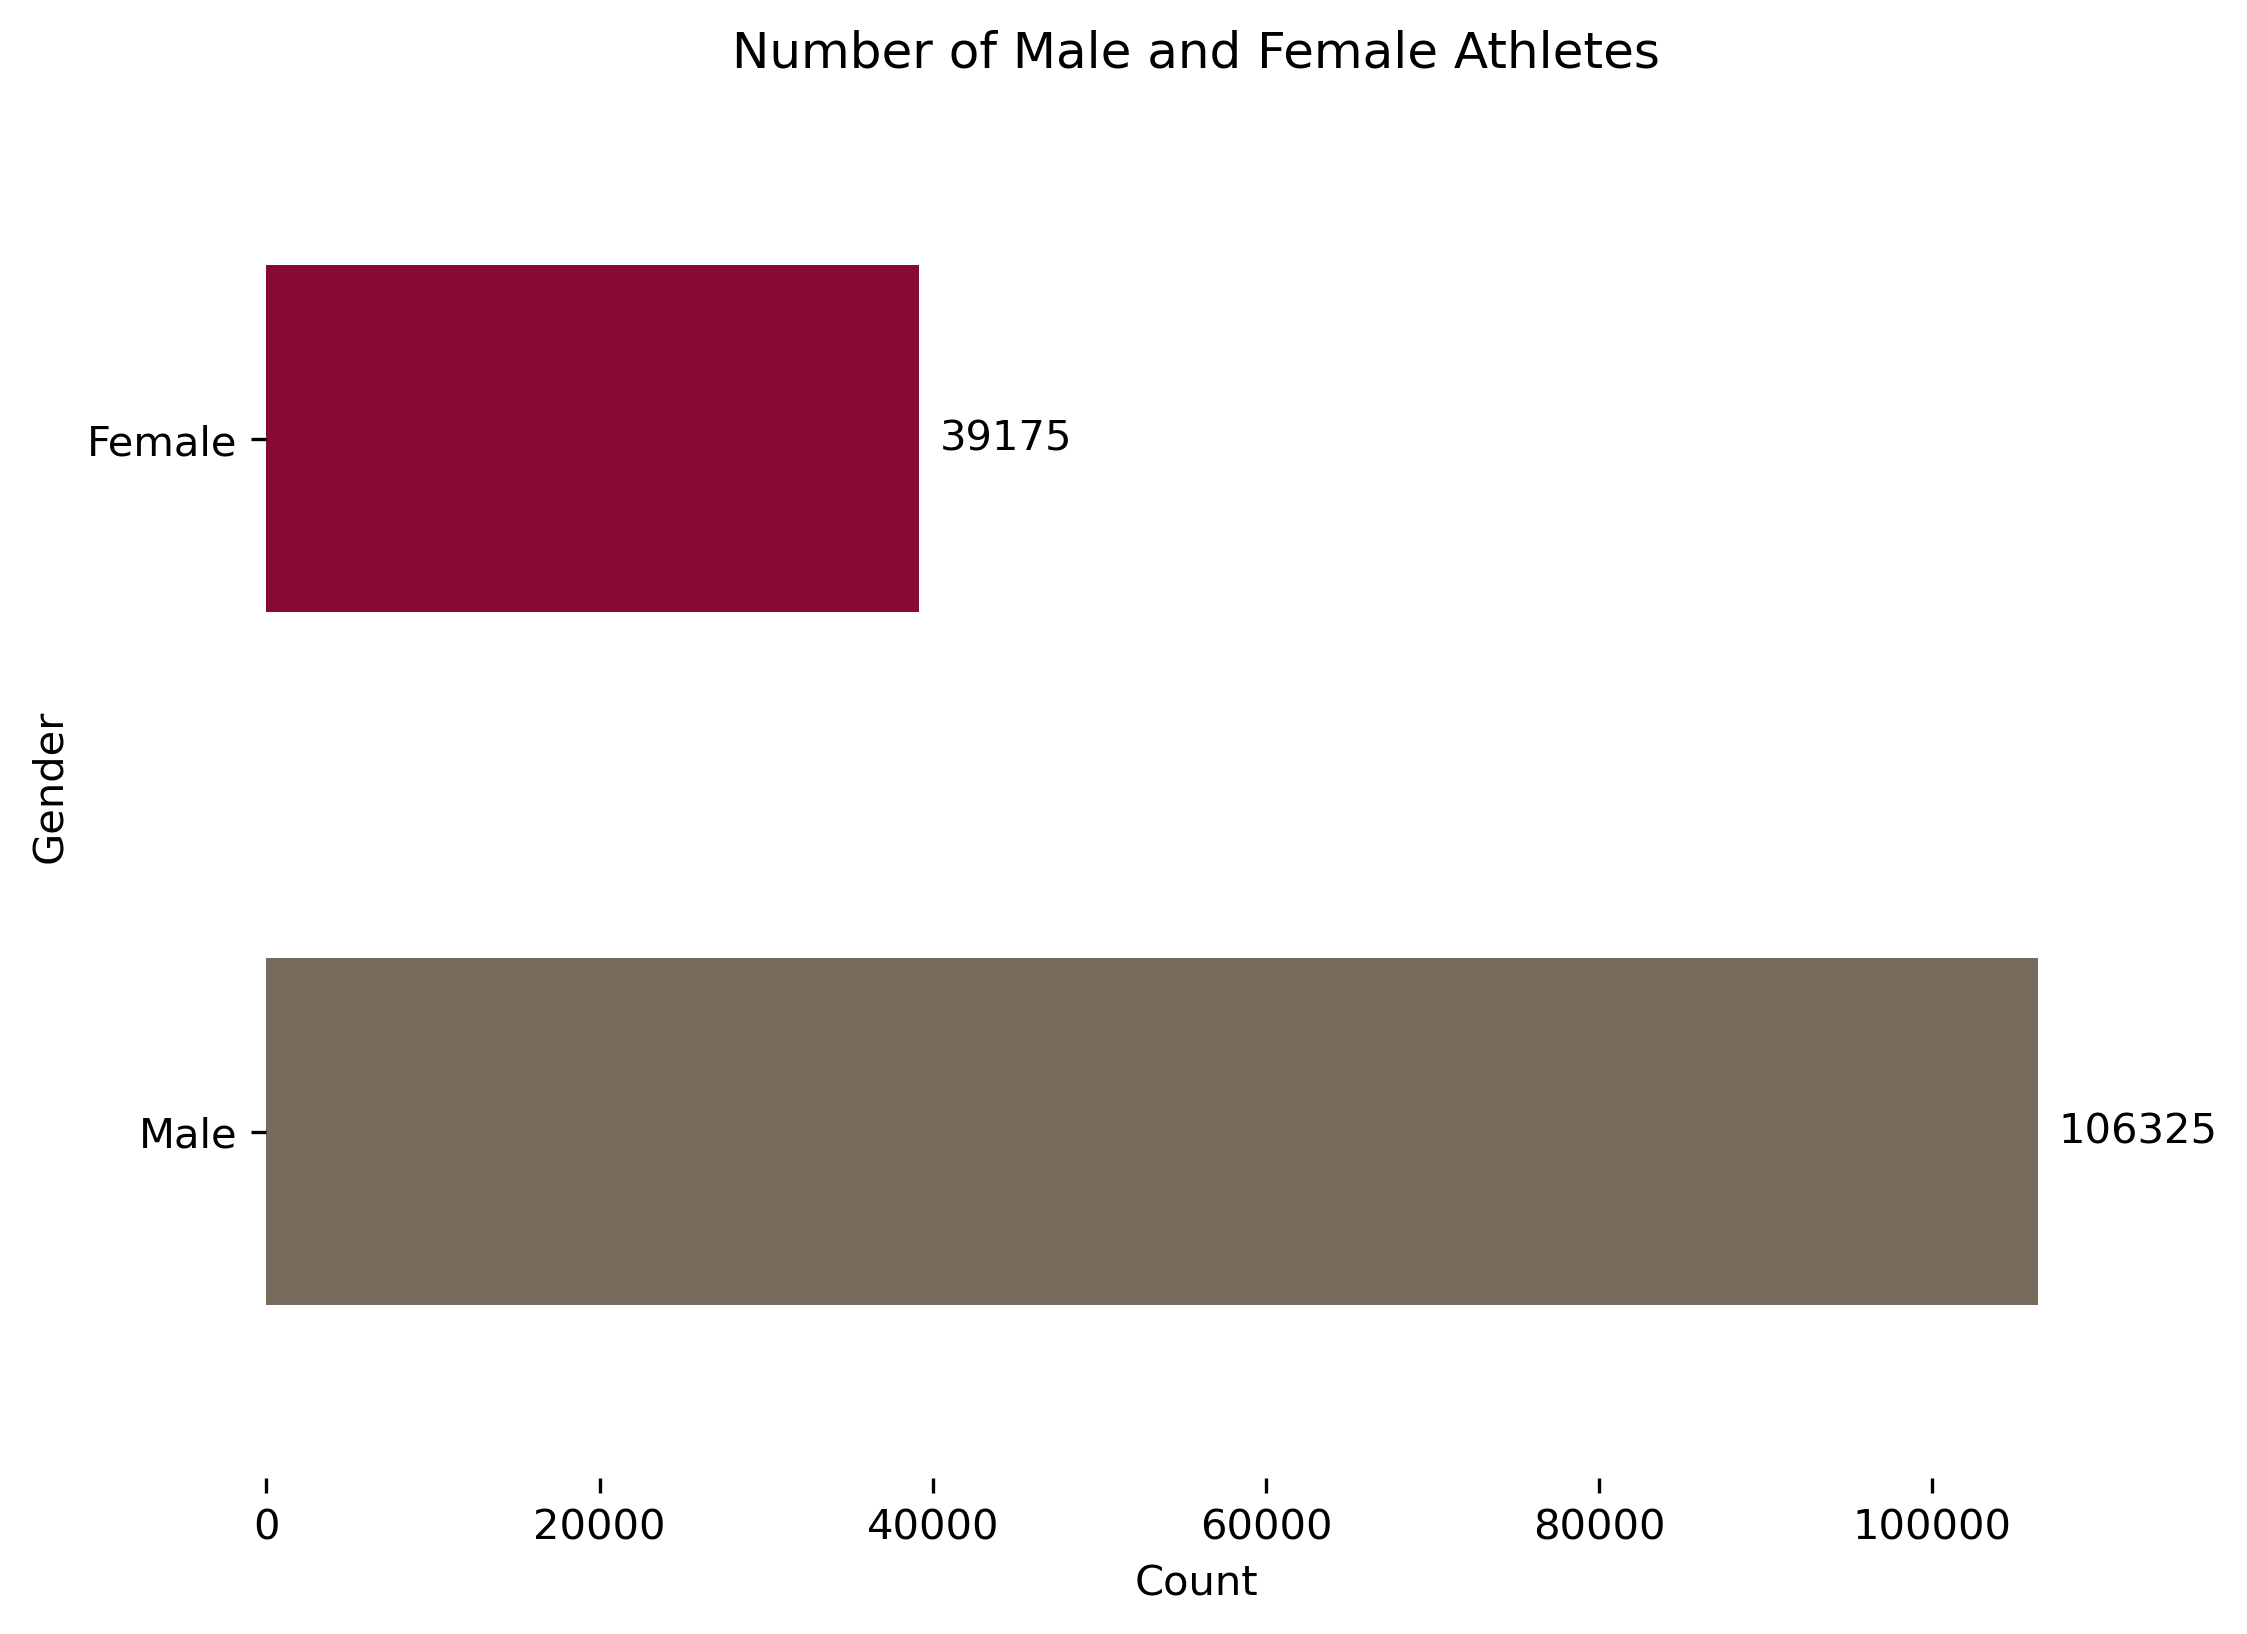 Number of Male and Female Athletes
Gender
Female
39175
Male
106325
0 20000 40000 60000 80000 100000
Count